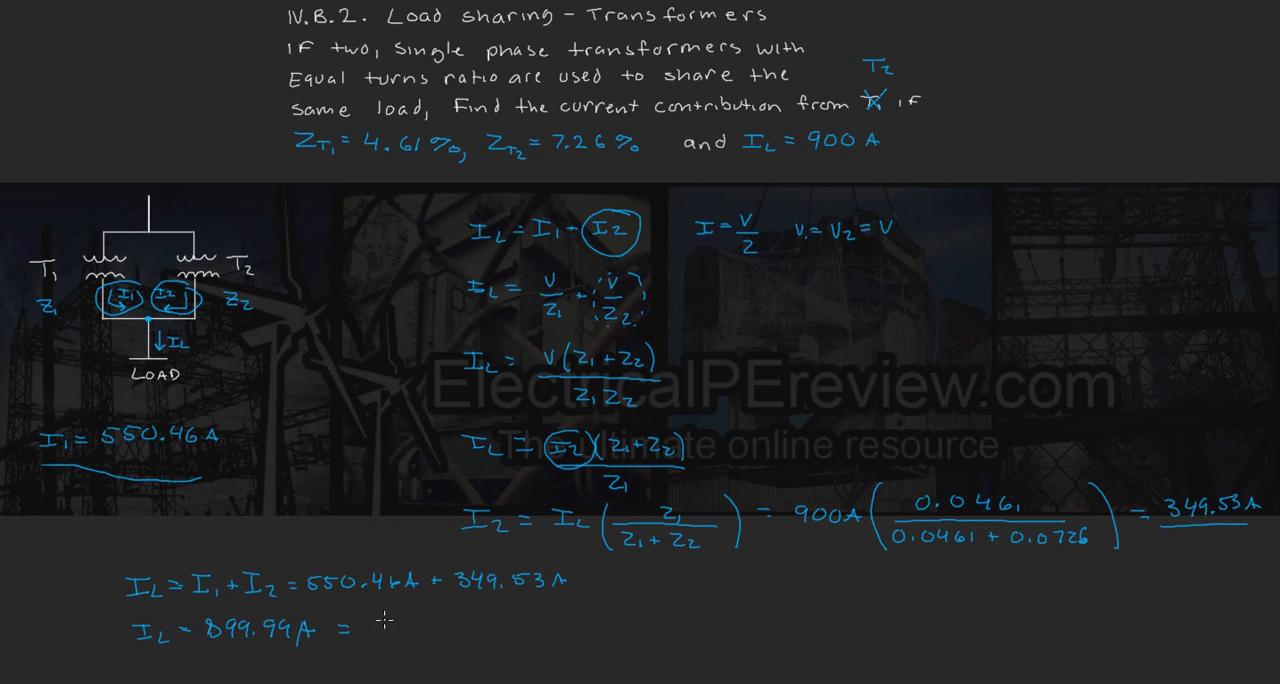 IV.B.2. Load sharing - Transformers
IF two, single phase transformers with
Equal turns ratio are used to share the
T2
same load, Find the current contribution from T1 IF
ZT1 = 4.61%, ZT2 = 7.26% and IL = 900 A
T1 T2
Z1 I1 I2 Z2
IL
LOAD
I1 = 550.46 A
IL = I1 + I2 I = V/Z V1 = V2 = V
IL = V/Z1 + V/Z2
IL = V(Z1 + Z2)/Z1Z2
ElectricalPEreview.com
IL = (I2)(Z1 + Z2)/Z1
The ultimate online resource
I2 = IL (Z1/(Z1 + Z2)) = 900A (0.0461/(0.0461 + 0.0726)) = 349.53 A
IL = I1 + I2 = 550.46A + 349.53A
IL = 899.99A =